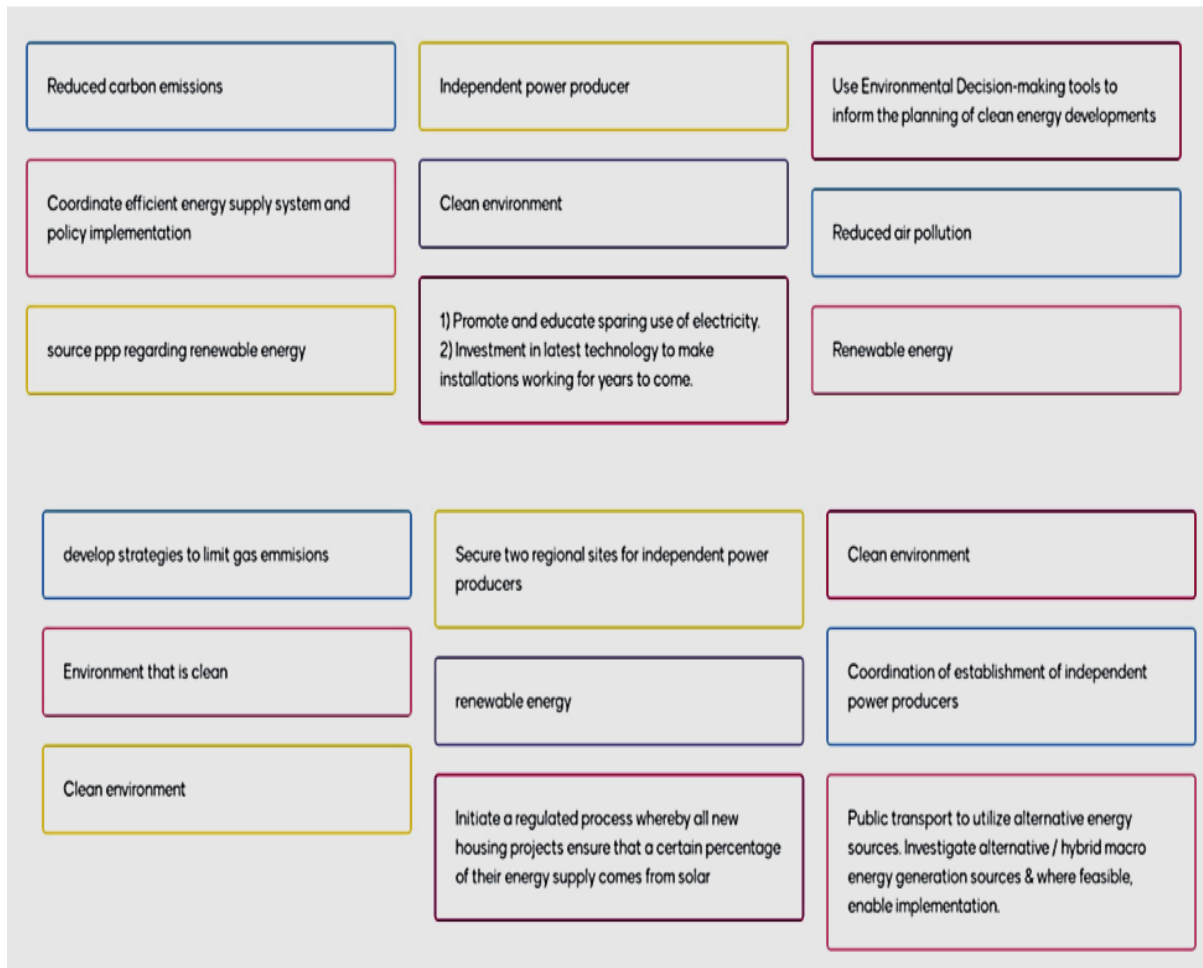 Reduced carbon emissions
Coordinate efficient energy supply system and
policy implementation
source ppp regarding renewable energy
Independent power producer
Clean environment
1) Promote and educate sparing use of electricity.
2) Investment in latest technology to make
installations working for years to come.
Use Environmental Decision-making tools to
inform the planning of clean energy developments
Reduced air pollution
Renewable energy
develop strategies to limit gas emmisions
Environment that is clean
Clean environment
Secure two regional sites for independent power
producers
renewable energy
Initiate a regulated process whereby all new
housing projects ensure that a certain percentage
of their energy supply comes from solar
Clean environment
Coordination of establishment of independent
power producers
Public transport to utilize alternative energy
sources. Investigate alternative / hybrid macro
energy generation sources & where feasible,
enable implementation.